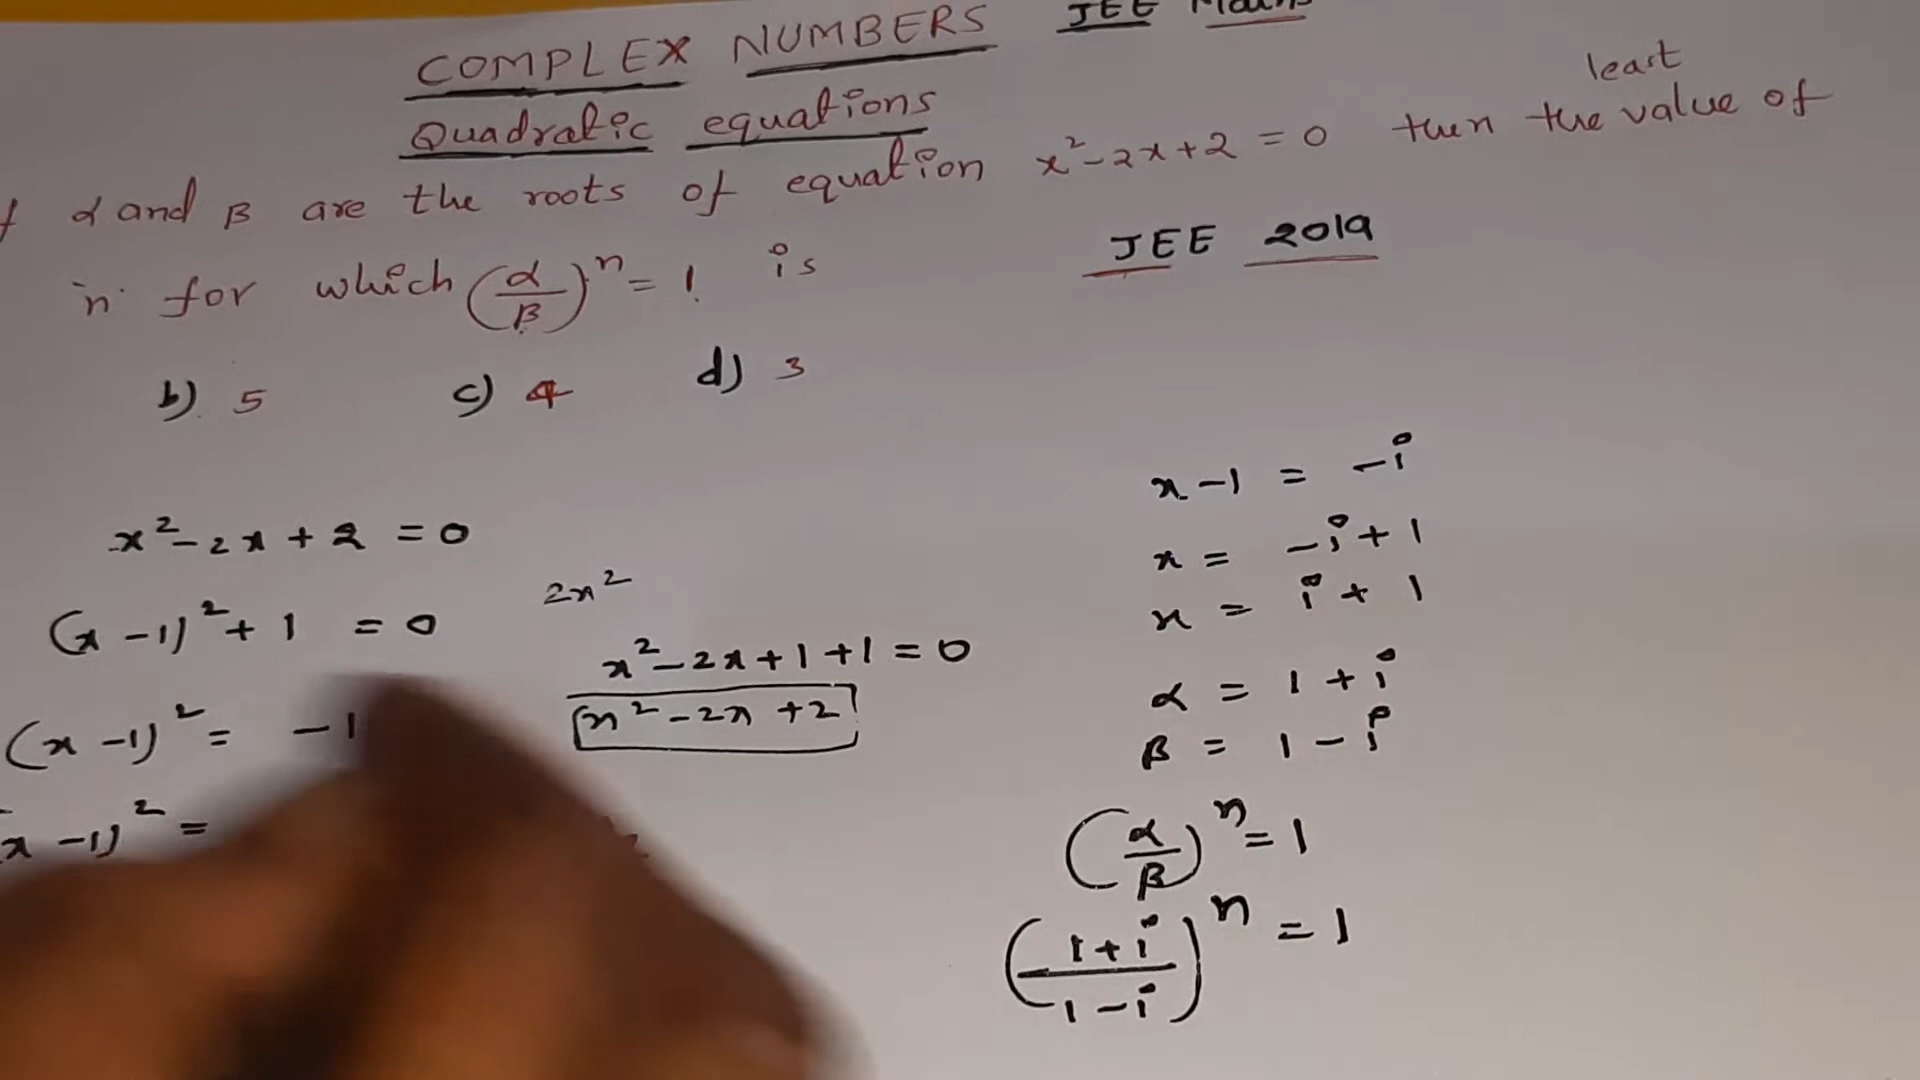 COMPLEX NUMBERS JEE Mains
Quadratic equations
α and β are the roots of equation x²-2x+2=0 then the least value of
'n' for which (α/β)ⁿ=1 is
JEE 2019
b) 5 c) 4 d) 3
x²-2x+2=0
(x-1)²+1=0
(x-1)²=-1
(x-1)²=
2x²
x²-2x+1+1=0
x²-2x+2
x-1=-i
x=-i+1
x=i+1
α=1+i
β=1-i
(α/β)ⁿ=1
(1+i/1-i)ⁿ=1